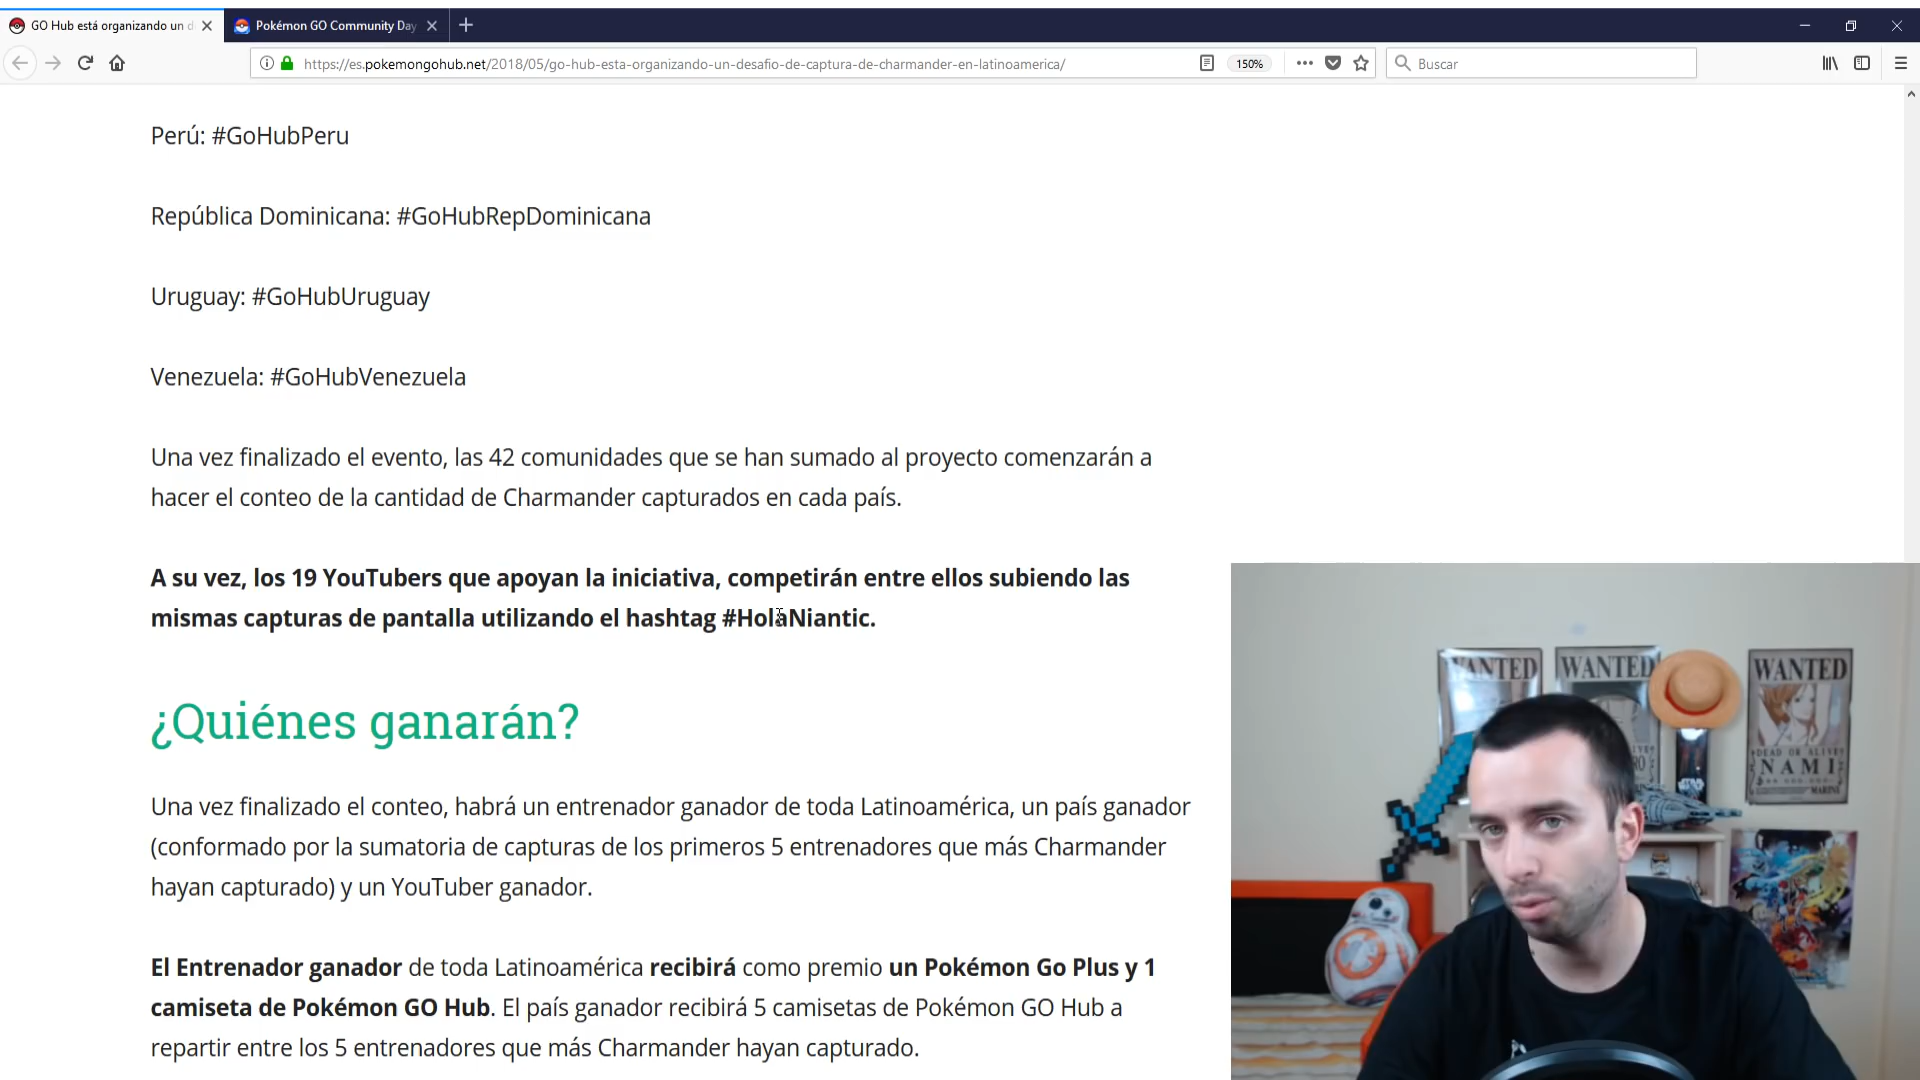 GO Hub está organizando un d
Pokémon GO Community Day
https://es.pokemongohub.net/2018/05/go-hub-esta-organizando-un-desafio-de-captura-de-charmander-en-latinoamerica/
150%
Buscar
Perú: #GoHubPeru
República Dominicana: #GoHubRepDominicana
Uruguay: #GoHubUruguay
Venezuela: #GoHubVenezuela
Una vez finalizado el evento, las 42 comunidades que se han sumado al proyecto comenzarán a
hacer el conteo de la cantidad de Charmander capturados en cada país.
A su vez, los 19 YouTubers que apoyan la iniciativa, competirán entre ellos subiendo las
mismas capturas de pantalla utilizando el hashtag #HolaNiantic.
¿Quiénes ganarán?
Una vez finalizado el conteo, habrá un entrenador ganador de toda Latinoamérica, un país ganador
(conformado por la sumatoria de capturas de los primeros 5 entrenadores que más Charmander
hayan capturado) y un YouTuber ganador.
El Entrenador ganador de toda Latinoamérica recibirá como premio un Pokémon Go Plus y 1
camiseta de Pokémon GO Hub. El país ganador recibirá 5 camisetas de Pokémon GO Hub a
repartir entre los 5 entrenadores que más Charmander hayan capturado.
WANTED
WANTED
WANTED
DEAD OR ALIVE
NAMI
MARINE